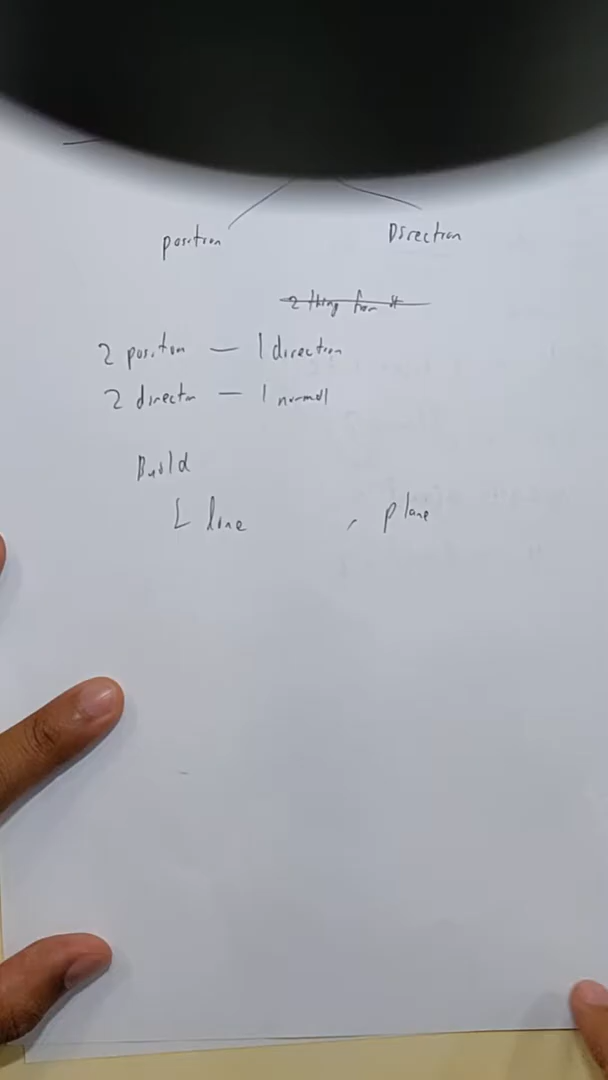 position Direction
2 thing from it
2 position — 1 direction
2 direction — 1 normal
Build
L line , plane